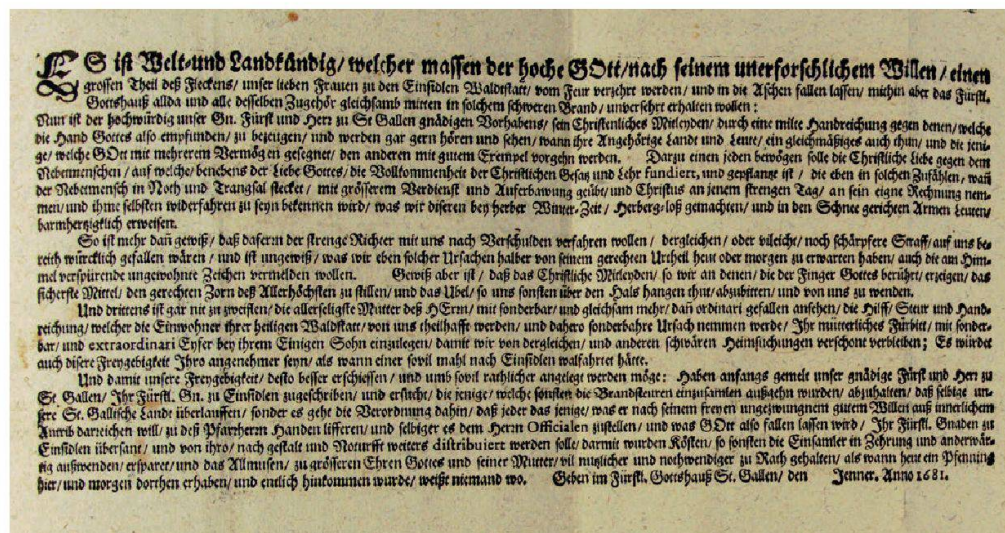 ES ist Welt-und Landkündig/ welcher massen der hoche GOtt/ nach seinem unerforschlichem Willen/ einen
grossen Theil deß Fleckens/ unser lieben Frauen zu den Einsidlen Waldstatt/ vom Feur verzehrt werden/ und in die Aschen fallen lassen/ mithin aber das Fürstl.
Gottshauß allda und alle desselben Zugehör gleichsamb mitten in solchem schweren Brand/ unversehrt erhalten wollen:
Nun ist der hochwürdig unser Gn. Fürst und Herr zu St Gallen gnädigen Vorhabens/ sein Christenliches Mitleyden/ durch eine milte Handreichung gegen denen/ welche
die Hand Gottes also empfunden/ zu bezeugen/ und werden gar gern hören und sehen/ wann ihre Angehörige Landt und Leute/ ein gleichmäßiges auch thun/ und die jeni-
ge/ welche GOtt mit mehrerem Vermögen gesegnet/ den anderen mit gutem Exempel vorgehn werden. Darzu einen jeden bewögen solle die Christliche Liebe gegen dem
Nebenmenschen/ auf welche/ benebens der Liebe Gottes/ die Vollkommenheit der Christlichen Gesaz und Lehr fundiert, und gepflanzt ist/ die eben in solchen Zufählen/ wañ
der Nebenmensch in Noth und Trangsal stecket/ mit grösserem Verdienst und Auferbawung geübt/ und Christus an jenem strengen Tag/ an sein eigne Rechnung nem-
men/ und ihme selbsten widerfahren zu seyn bekennen wird/ was wir disern bey herber Winter-Zeit/ Herberg-loß gemachten/ und in den Schnee gerichten Armen Leuten/
barmhertziglich erweisen.
So ist mehr dañ gewiß/ daß dasern der strenge Richter mit uns nach Verschulden verfahren wollen/ dergleichen/ oder vileicht/ noch schärpfere Straff/ auf uns be-
reith würcklich gefallen wären/ und ist ungewiß/ was wir eben solcher Ursachen halber von seinem gerechten Urtheil heut oder morgen zu erwarten haben/ auch die am Him-
mel verspürende ungewohnte Zeichen vermelden wollen. Gewiß aber ist/ daß das Christliche Mitleyden/ so wir an denen/ die der Finger Gottes berührt/ erzeigen/ das
sicherste Mittel/ den gerechten Zorn deß Allerhöchsten zu stillen/ und das Ubel/ so uns sonsten über den Hals hangen thut/ abzubitten/ und von uns zu wenden.
Und drittens ist gar nit zu zweiflen/ die allerseligste Mutter deß HErrn/ mit sonderbar/ und gleichsam mehr/ dañ ordinari gefallen ansehen/ die Hilff/ Steur und Hand-
reichung/ welcher die Einwohner ihrer heiligen Waldstatt/ von uns theilhafft werden/ und dahero sonderbahre Ursach nemmen werde/ Ihr mütterliches Fürbitt/ mit sonder-
bar/ und extraordinari Eyfer bey ihrem Einigen Sohn einzulegen/ damit wir von dergleichen/ und anderen schwären Heimsuchungen verschont verbleiben; Es würdet
auch disere Freygebigkeit Ihro angenehmer seyn/ als wann einer sovil mahl nach Einsidlen walfahrtet hätte.
Und damit unsere Freygebigkeit/ desto besser erschiessen/ und umb sovil rathlicher angelegt werden möge: Haben anfangs gemelt unser gnädige Fürst und Herr zu
St. Gallen/ Ihr Fürstl. Gn. zu Einsidlen zugeschriben/ und ersucht/ die jenige/ welche sonsten die Brandsteuren einzusamlen außgehn wurden/ abzuhalten/ daß selbige un-
sere St. Gallische Lande überlauffen/ sonder es geht die Verordnung dahin/ daß jeder das jenige/ was er nach seinem freyen ungezwungnem gutem Willen auß innerlichem
Antrib darreichen will/ zu deß Pfarrherrn Handen lifferen/ und selbiger es dem Herrn Officialen zustellen/ und was GOtt also fallen lassen wird/ Ihr Fürstl. Gnaden zu
Einsidlen übersant/ und von ihro/ nach gestalt und Noturfft weiters distribuiert werden solle/ darmit wurden Kösten/ so sonsten die Einsamler in Zehrung und anderwär-
tig außwenden/ ersparet/ und das Allmusen/ zu grösseren Ehren Gottes und seiner Mutter/ vil nuzlicher und nothwendiger zu Rath gehalten/ als wann heut ein Pfenning
hier/ und morgen dorthen erhaben/ und entlich hinkommen wurde/ weißt niemand wo. Geben im Fürstl. Gottshauß St. Gallen/ den Jenner. Anno 1681.